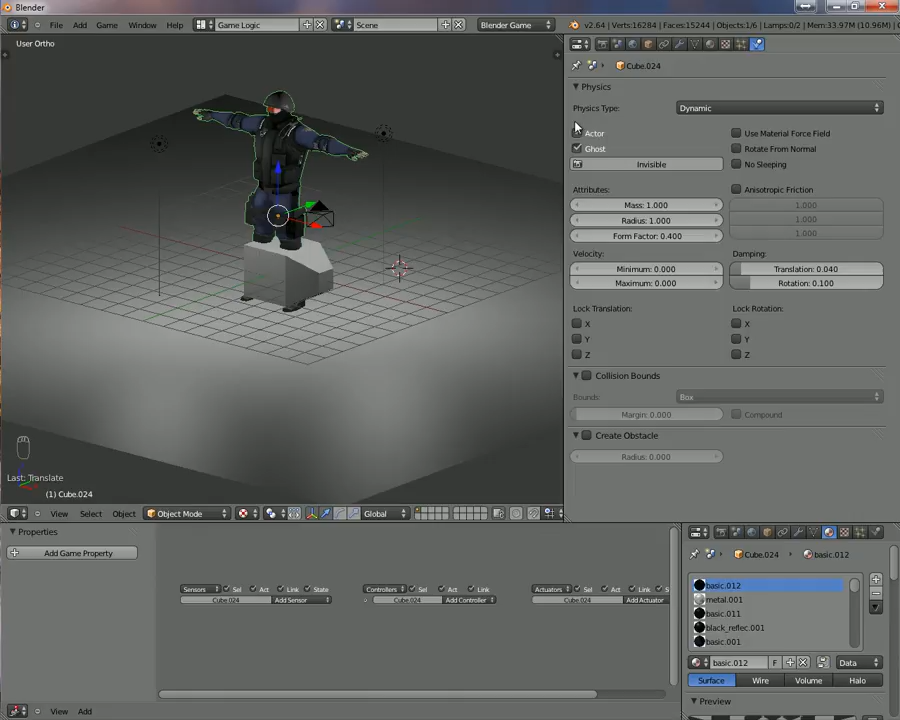 Blender
File Add Game Window Help Game Logic Scene Blender Game v2.64 | Verts:16284 | Faces:15244 | Objects:1/6 | Lamps:0/2 | Mem:33.97M (10.96M)
User Ortho
Cube.024
Physics
Physics Type: Dynamic
Actor Use Material Force Field
Ghost Rotate From Normal
Invisible No Sleeping
Attributes: Anisotropic Friction
Mass: 1.000 1.000
Radius: 1.000 1.000
Form Factor: 0.400 1.000
Velocity: Damping:
Minimum: 0.000 Translation: 0.040
Maximum: 0.000 Rotation: 0.100
Lock Translation: Lock Rotation:
X X
Y Y
Z Z
Collision Bounds
Bounds: Box
Margin: 0.000 Compound
Create Obstacle
Radius: 0.000
Last: Translate
(1) Cube.024
View Select Object Object Mode Global
Properties
Add Game Property
Sensors Sel Act Link State Controllers Sel Act Link Actuators Sel Act Link S
Cube.024 Add Sensor Cube.024 Add Controller Cube.024 Add Actuator
Cube.024 basic.012
basic.012
metal.001
basic.011
black_reflec.001
basic.001
basic.012 F Data
Surface Wire Volume Halo
Preview
View Add